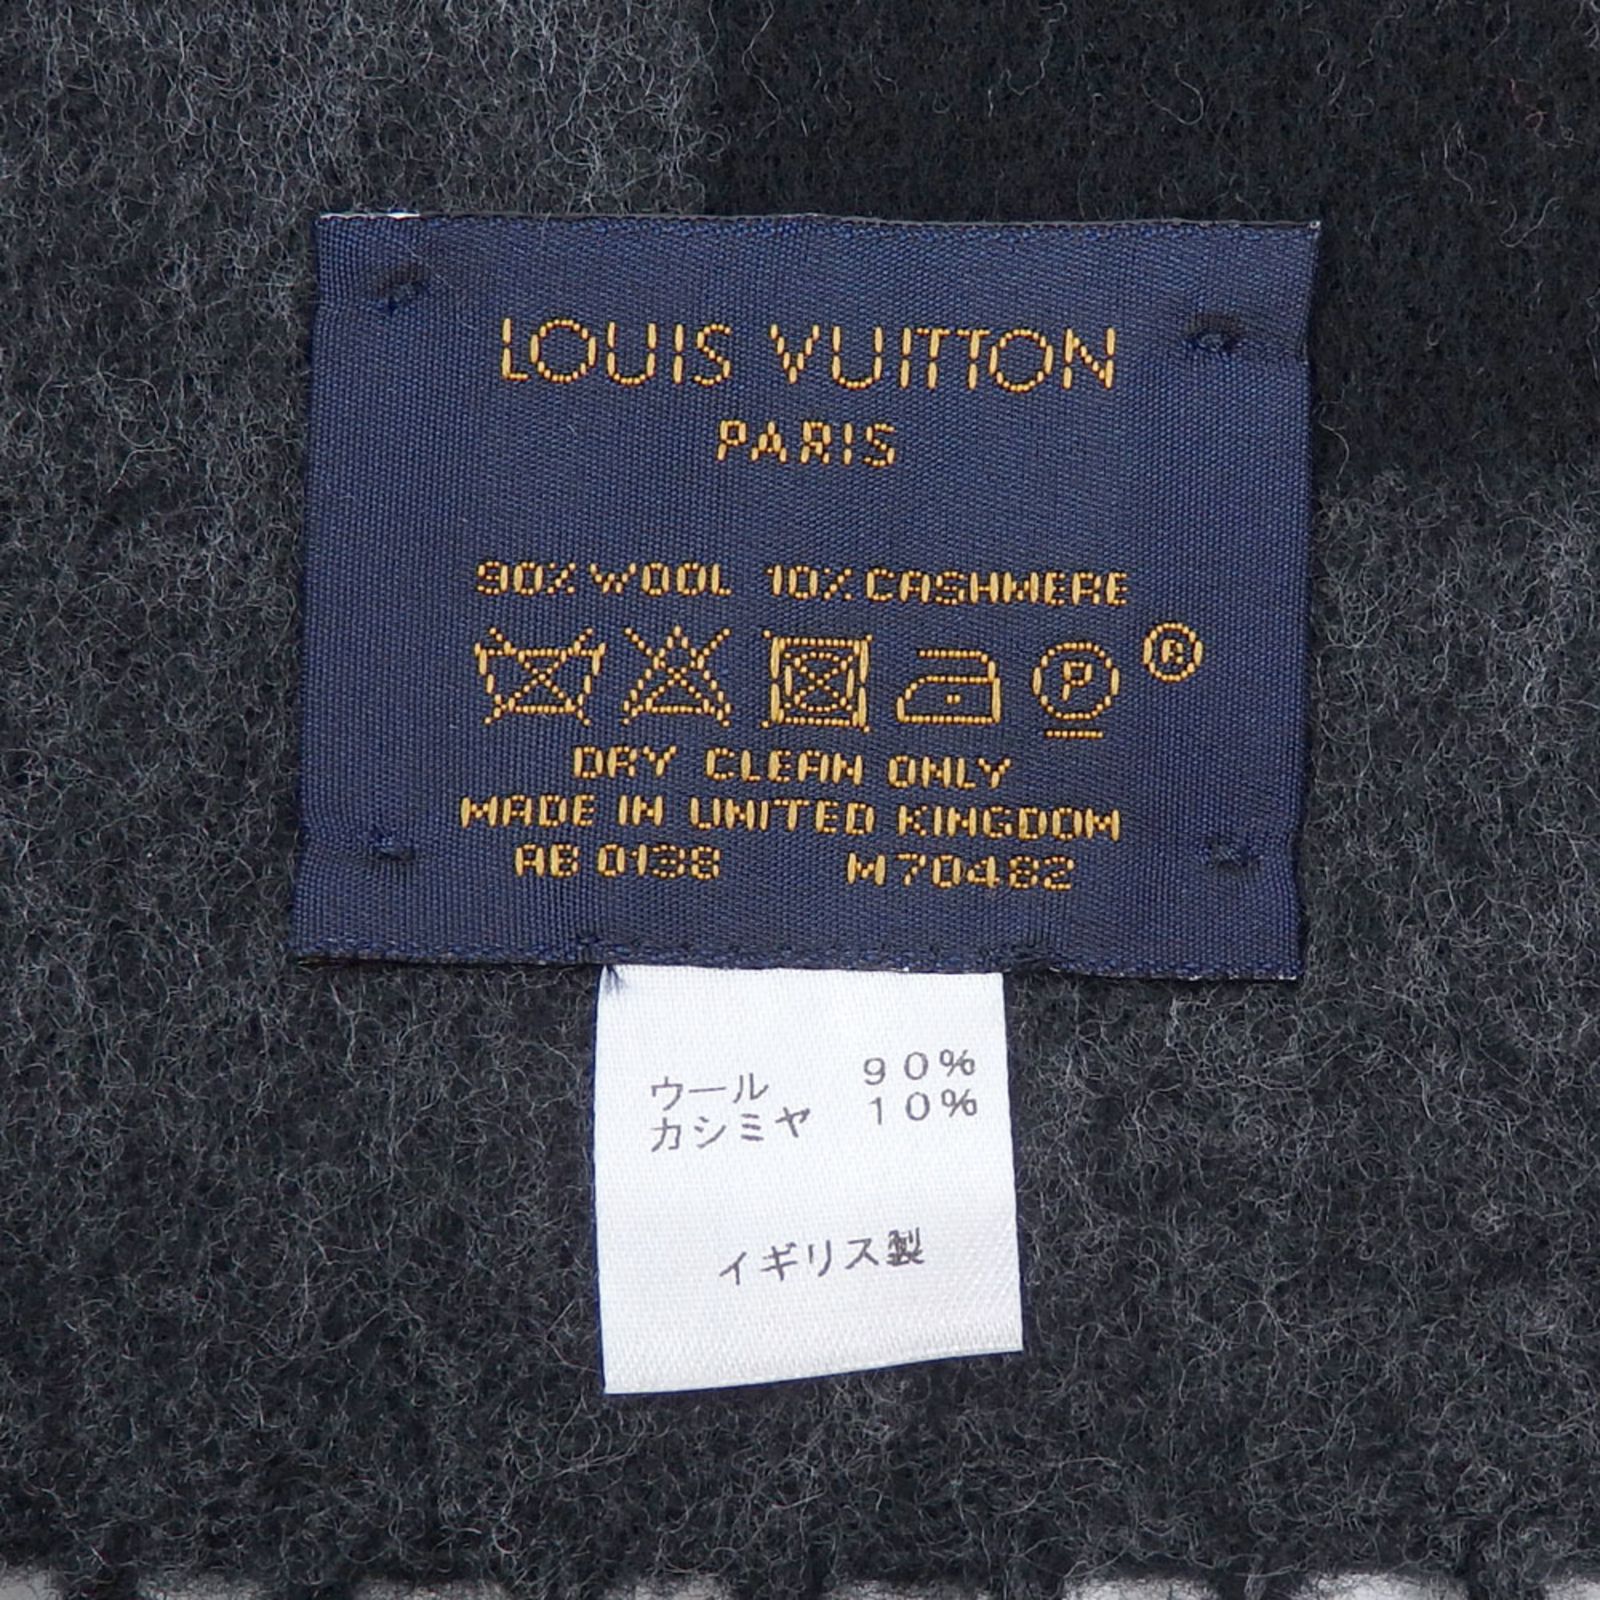 LOUIS VUITTON
PARIS
90% WOOL 10% CASHMERE
P ®
DRY CLEAN ONLY
MADE IN UNITED KINGDOM
AB 0138 M70482
ウール 90%
カシミヤ 10%
イギリス製